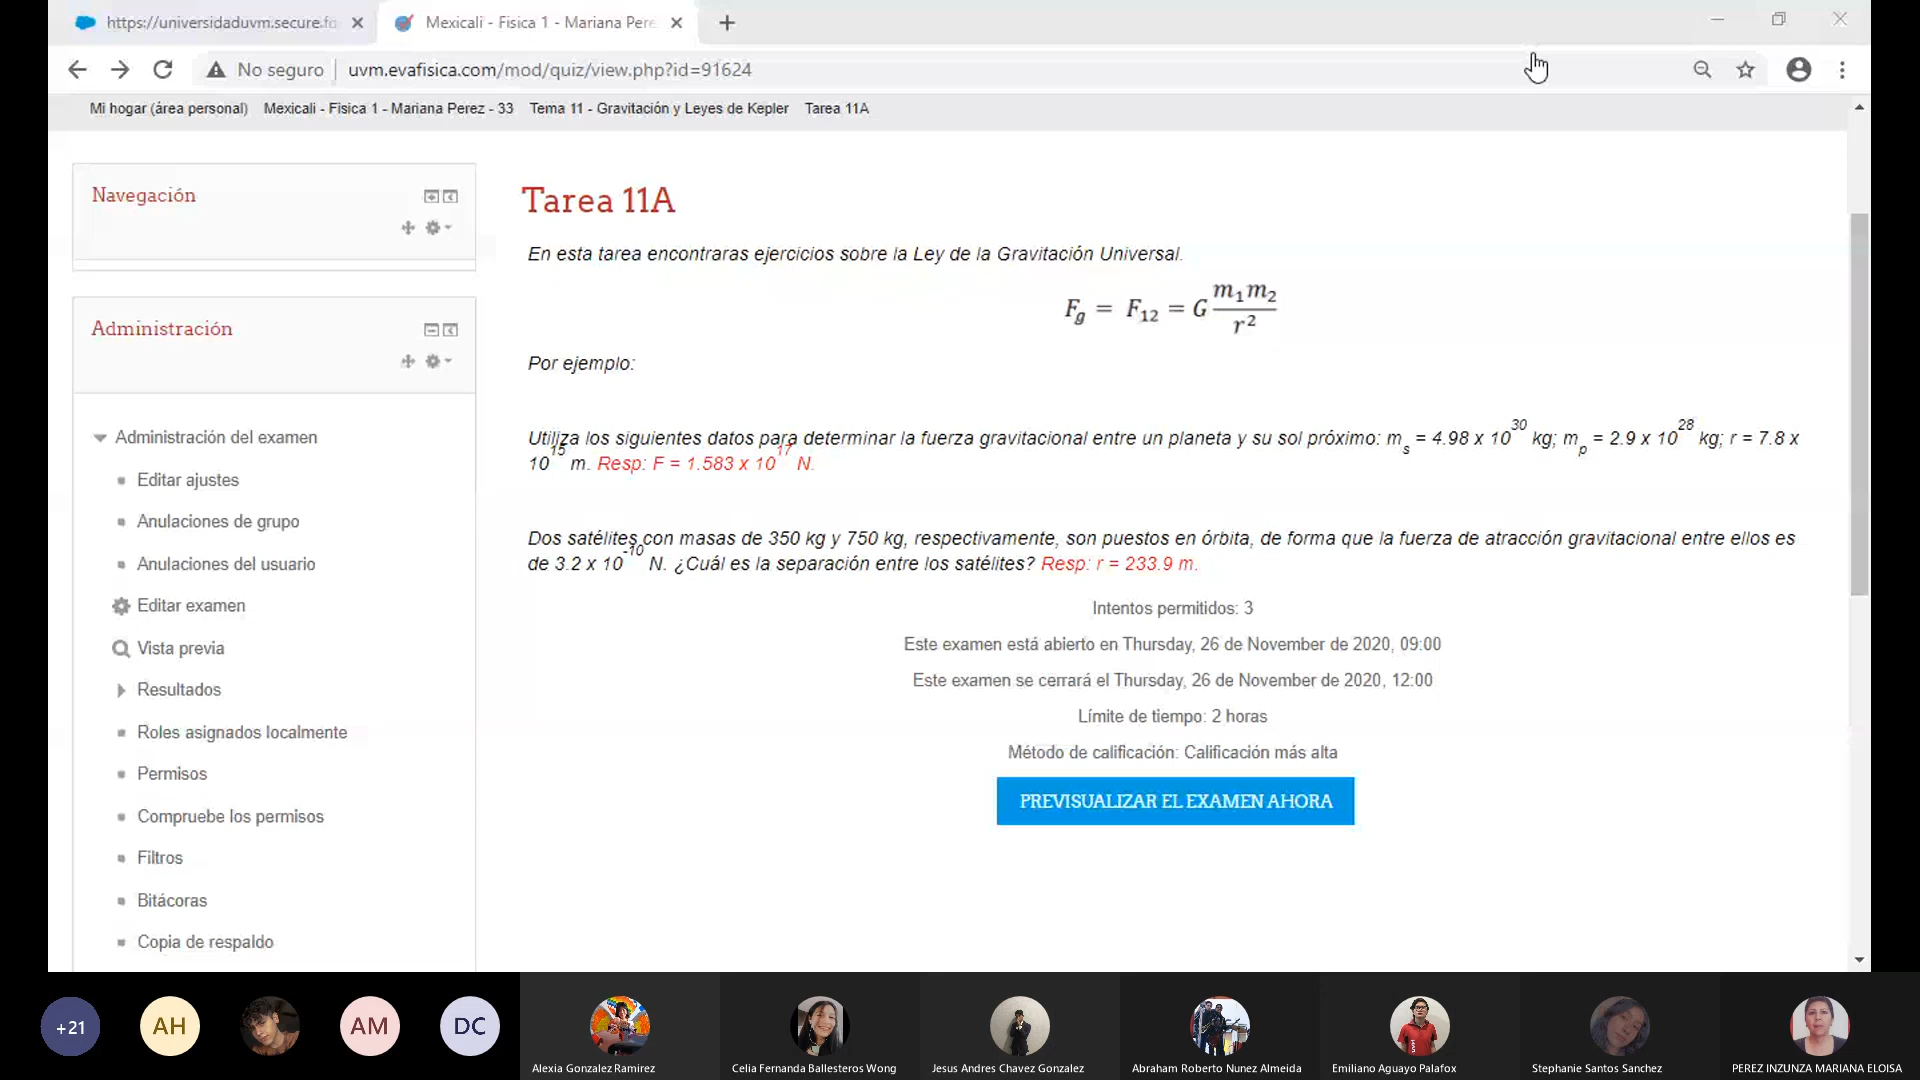 https://universidaduvm.secure.fo
Mexicali - Fisica 1 - Mariana Pere
No seguro
uvm.evafisica.com/mod/quiz/view.php?id=91624
Mi hogar (área personal) Mexicali - Fisica 1 - Mariana Perez - 33 Tema 11 - Gravitación y Leyes de Kepler Tarea 11A
Navegación
Administración
Administración del examen
Editar ajustes
Anulaciones de grupo
Anulaciones del usuario
Editar examen
Vista previa
Resultados
Roles asignados localmente
Permisos
Compruebe los permisos
Filtros
Bitácoras
Copia de respaldo
Tarea 11A
En esta tarea encontraras ejercicios sobre la Ley de la Gravitación Universal.
F_g = F_12 = G m_1 m_2 / r^2
Por ejemplo:
Utiliza los siguientes datos para determinar la fuerza gravitacional entre un planeta y su sol próximo: m_s = 4.98 x 10^30 kg; m_p = 2.9 x 10^28 kg; r = 7.8 x
10^15 m. Resp: F = 1.583 x 10^17 N.
Dos satélites con masas de 350 kg y 750 kg, respectivamente, son puestos en órbita, de forma que la fuerza de atracción gravitacional entre ellos es
de 3.2 x 10^-10 N. ¿Cuál es la separación entre los satélites? Resp: r = 233.9 m.
Intentos permitidos: 3
Este examen está abierto en Thursday, 26 de November de 2020, 09:00
Este examen se cerrará el Thursday, 26 de November de 2020, 12:00
Límite de tiempo: 2 horas
Método de calificación: Calificación más alta
PREVISUALIZAR EL EXAMEN AHORA
+21
AH
AM
DC
Alexia Gonzalez Ramirez
Celia Fernanda Ballesteros Wong
Jesus Andres Chavez Gonzalez
Abraham Roberto Nunez Almeida
Emiliano Aguayo Palafox
Stephanie Santos Sanchez
PEREZ INZUNZA MARIANA ELOISA